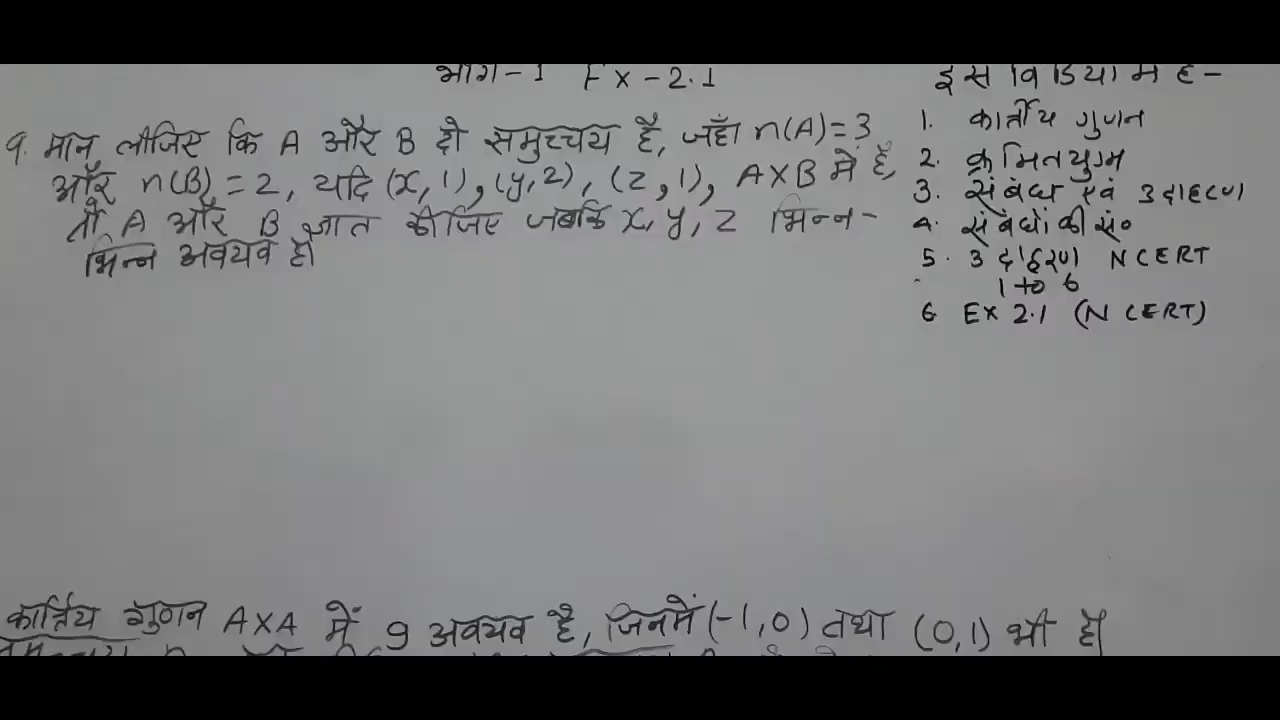 भाग-1 Ex-2.1
9. मान लीजिए कि A और B दो समुच्चय है, जहाँ n(A)=3
और n(B)=2, यदि (x,1),(y,2),(z,1), A×B में है,
तो A और B ज्ञात कीजिए जबकि x,y,z भिन्न-
भिन्न अवयव हो
इस विडियो में है-
1. कार्तीय गुणन
2. क्रमितयुग्म
3. संबंध एवं उदाहरण
4. संबंधों की सं०
5. उदाहरण NCERT
1 to 6
6 Ex 2.1 (NCERT)
कार्तिय गुणन A×A में 9 अवयव है, जिनमें (-1,0) तथा (0,1) भी है।